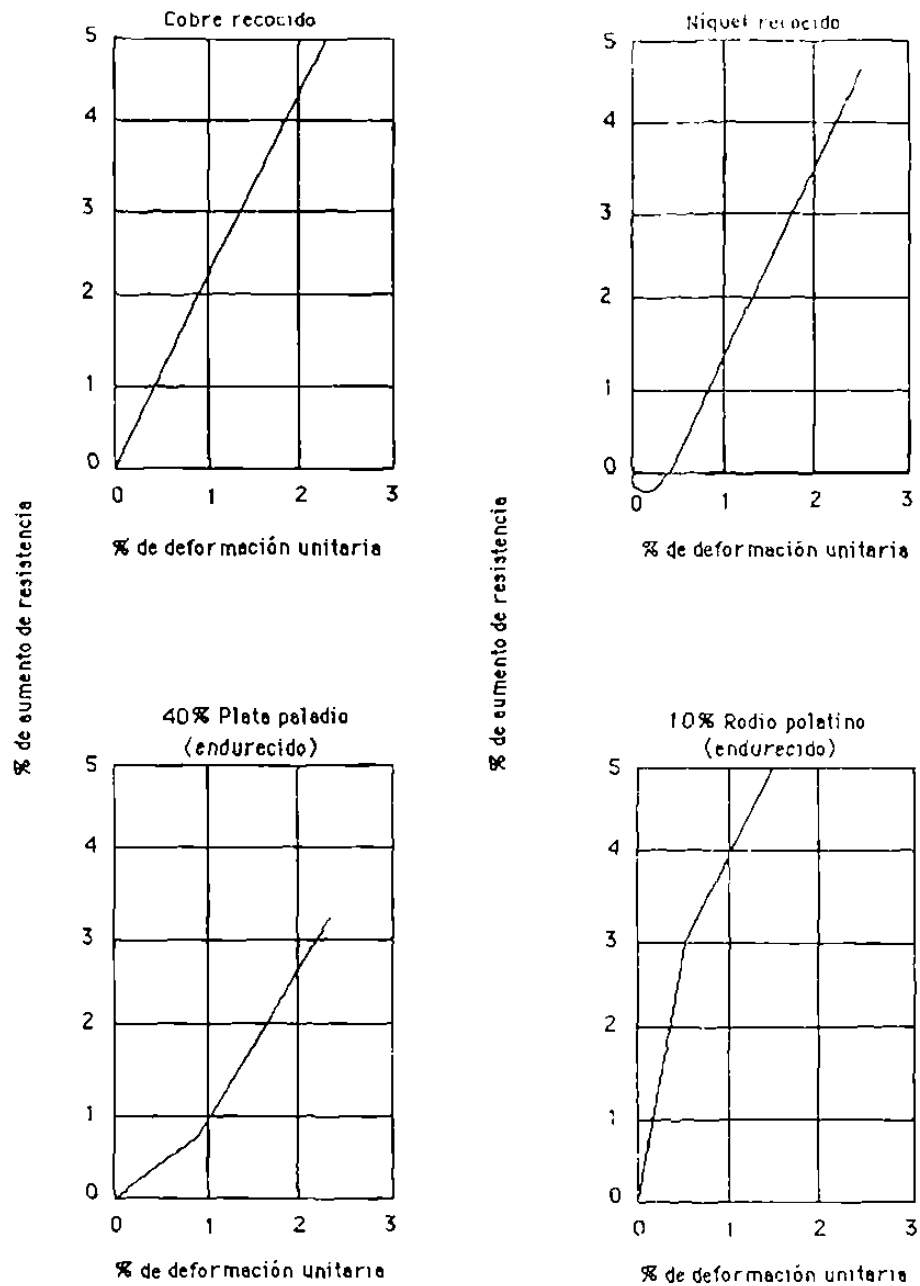 Cobre recocido
5
4
3
2
1
0
0 1 2 3
% de deformación unitaria
% de aumento de resistencia
Niquel recocido
5
4
3
2
1
0
0 1 2 3
% de deformación unitaria
% de aumento de resistencia
40% Plata paladio
(endurecido)
5
4
3
2
1
0
0 1 2 3
% de deformación unitaria
10% Rodio polatino
(endurecido)
5
4
3
2
1
0
0 1 2 3
% de deformación unitaria